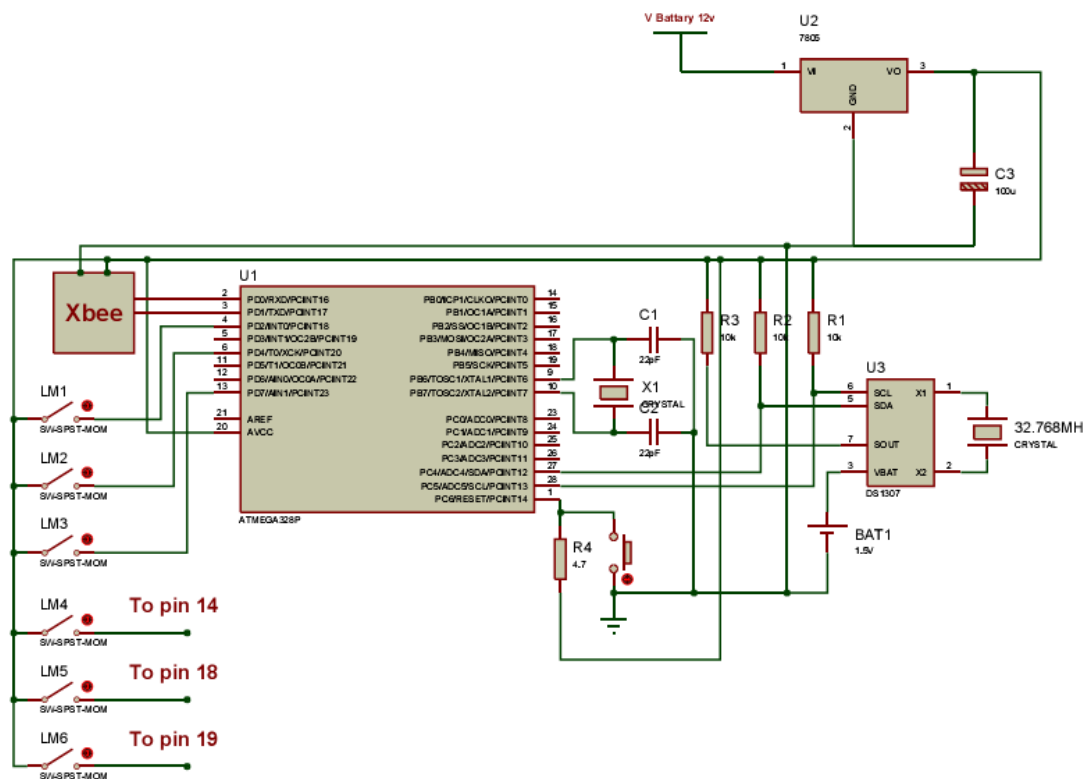 V Battary 12v
U2
7805
1
VI
VO
3
GND
2
C3
100u
Xbee
U1
2
PD0/RXD/PCINT16
3
PD1/TXD/PCINT17
4
PD2/INT0/PCINT18
5
PD3/INT1/OC2B/PCINT19
6
PD4/T0/XCK/PCINT20
11
PD5/T1/OC0B/PCINT21
12
PD6/AIN0/OC0A/PCINT22
13
PD7/AIN1/PCINT23
21
AREF
20
AVCC
PB0/ICP1/CLKO/PCINT0
14
PB1/OC1A/PCINT1
15
PB2/SS/OC1B/PCINT2
16
PB3/MOSI/OC2A/PCINT3
17
PB4/MISO/PCINT4
18
PB5/SCK/PCINT5
19
PB6/TOSC1/XTAL1/PCINT6
9
PB7/TOSC2/XTAL2/PCINT7
10
PC0/ADC0/PCINT8
23
PC1/ADC1/PCINT9
24
PC2/ADC2/PCINT10
25
PC3/ADC3/PCINT11
26
PC4/ADC4/SDA/PCINT12
27
PC5/ADC5/SCL/PCINT13
28
PC6/RESET/PCINT14
1
ATMEGA328P
C1
22pF
X1
CRYSTAL
C2
22pF
R3
10k
R2
10k
R1
10k
U3
6
SCL
X1
1
5
SDA
7
SOUT
3
VBAT
X2
2
DS1307
32.768MH
CRYSTAL
BAT1
1.5V
R4
4.7
LM1
SW-SPST-MOM
LM2
SW-SPST-MOM
LM3
SW-SPST-MOM
LM4
To pin 14
SW-SPST-MOM
LM5
To pin 18
SW-SPST-MOM
LM6
To pin 19
SW-SPST-MOM